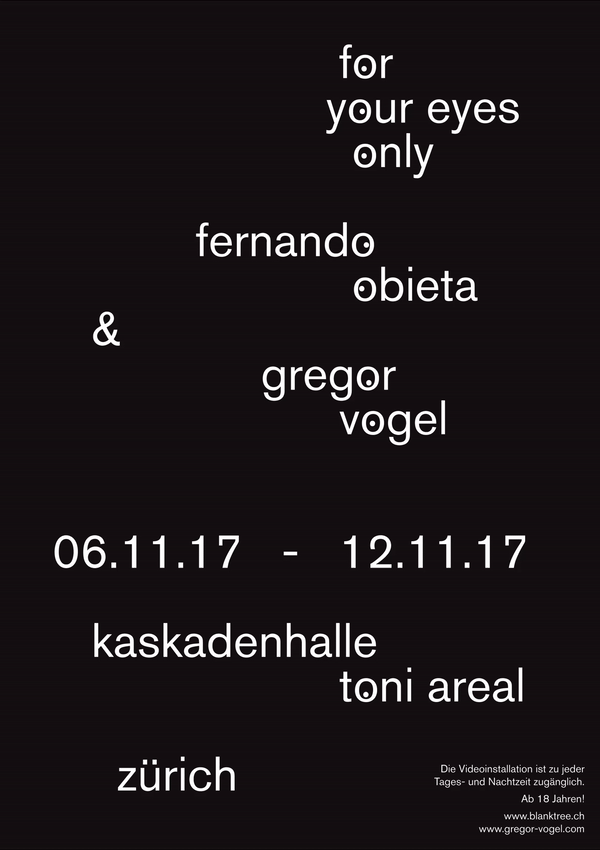 for
your eyes
only
fernando
obieta
&
gregor
vogel
06.11.17 - 12.11.17
kaskadenhalle
toni areal
zürich
Die Videoinstallation ist zu jeder
Tages- und Nachtzeit zugänglich.
Ab 18 Jahren!
www.blanktree.ch
www.gregor-vogel.com